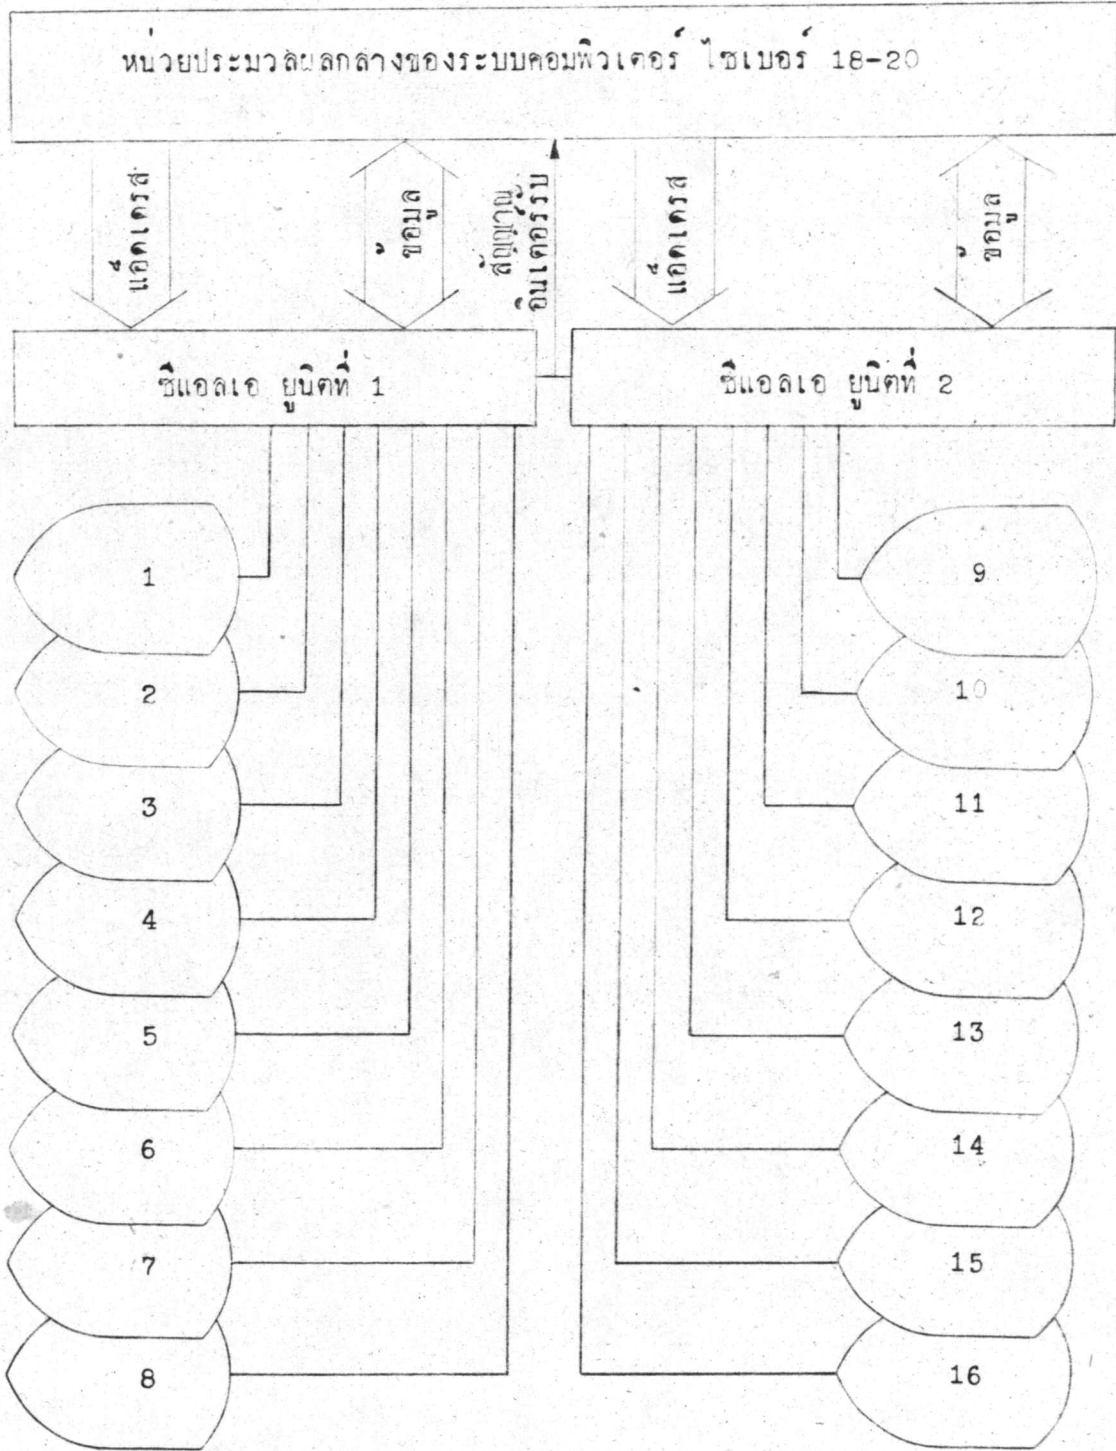 หน่วยประมวลผลกลางของระบบคอมพิวเตอร์ ไซเบอร์ 18-20
แอ็ดเดรส
ข้อมูล
สัญญาณ
อินเตอร์รับ
แอ็ดเดรส
ข้อมูล
ซีแอลเอ ยูนิตที่ 1
ซีแอลเอ ยูนิตที่ 2
1
9
2
10
3
11
4
12
5
13
6
14
7
15
8
16